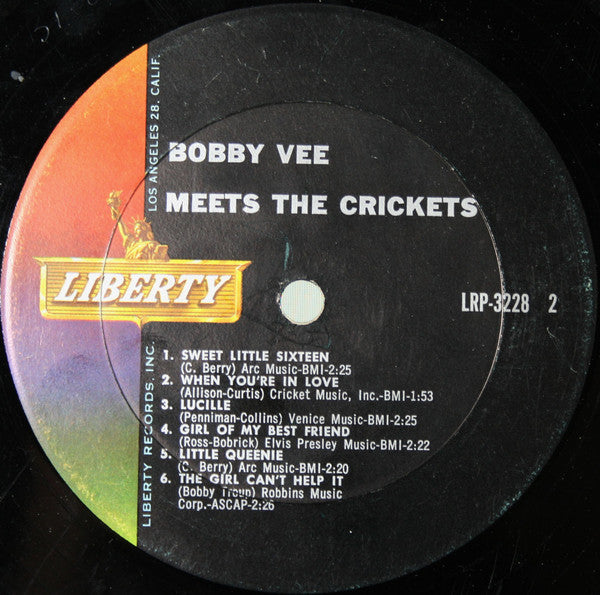 LOS ANGELES 28, CALIF.
BOBBY VEE
MEETS THE CRICKETS
LIBERTY
LRP-3228 2
LIBERTY RECORDS, INC.
1. SWEET LITTLE SIXTEEN
(C. Berry) Arc Music-BMI-2:25
2. WHEN YOU'RE IN LOVE
(Allison-Curtis) Cricket Music, Inc.-BMI-1:53
3. LUCILLE
(Penniman-Collins) Venice Music-BMI-2:25
4. GIRL OF MY BEST FRIEND
(Ross-Bobrick) Elvis Presley Music-BMI-2:22
5. LITTLE QUEENIE
(C. Berry) Arc Music-BMI-2:20
6. THE GIRL CAN'T HELP IT
(Bobby Troup) Robbins Music
Corp.-ASCAP-2:26